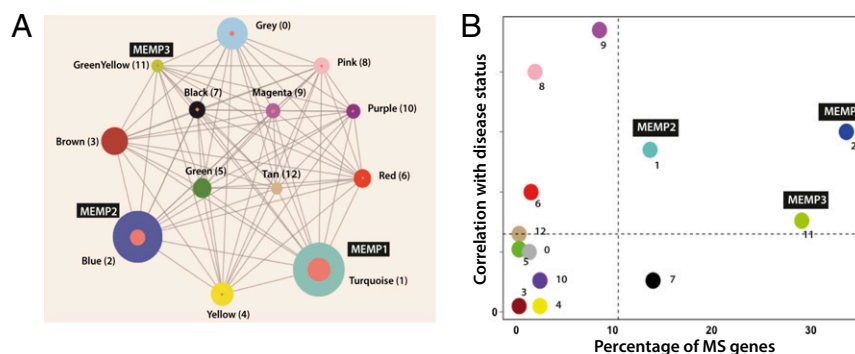 A
Grey (0)
MEMP3
GreenYellow (11)
Pink (8)
Black (7)
Magenta (9)
Purple (10)
Brown (3)
Green (5)
Tan (12)
Red (6)
MEMP2
Blue (2)
MEMP1
Turquoise (1)
Yellow (4)
B
Correlation with disease status
9
8
MEMP2
1
MEMP
2
6
MEMP3
11
12
0
5
10
7
3
4
0
0
10
20
30
Percentage of MS genes